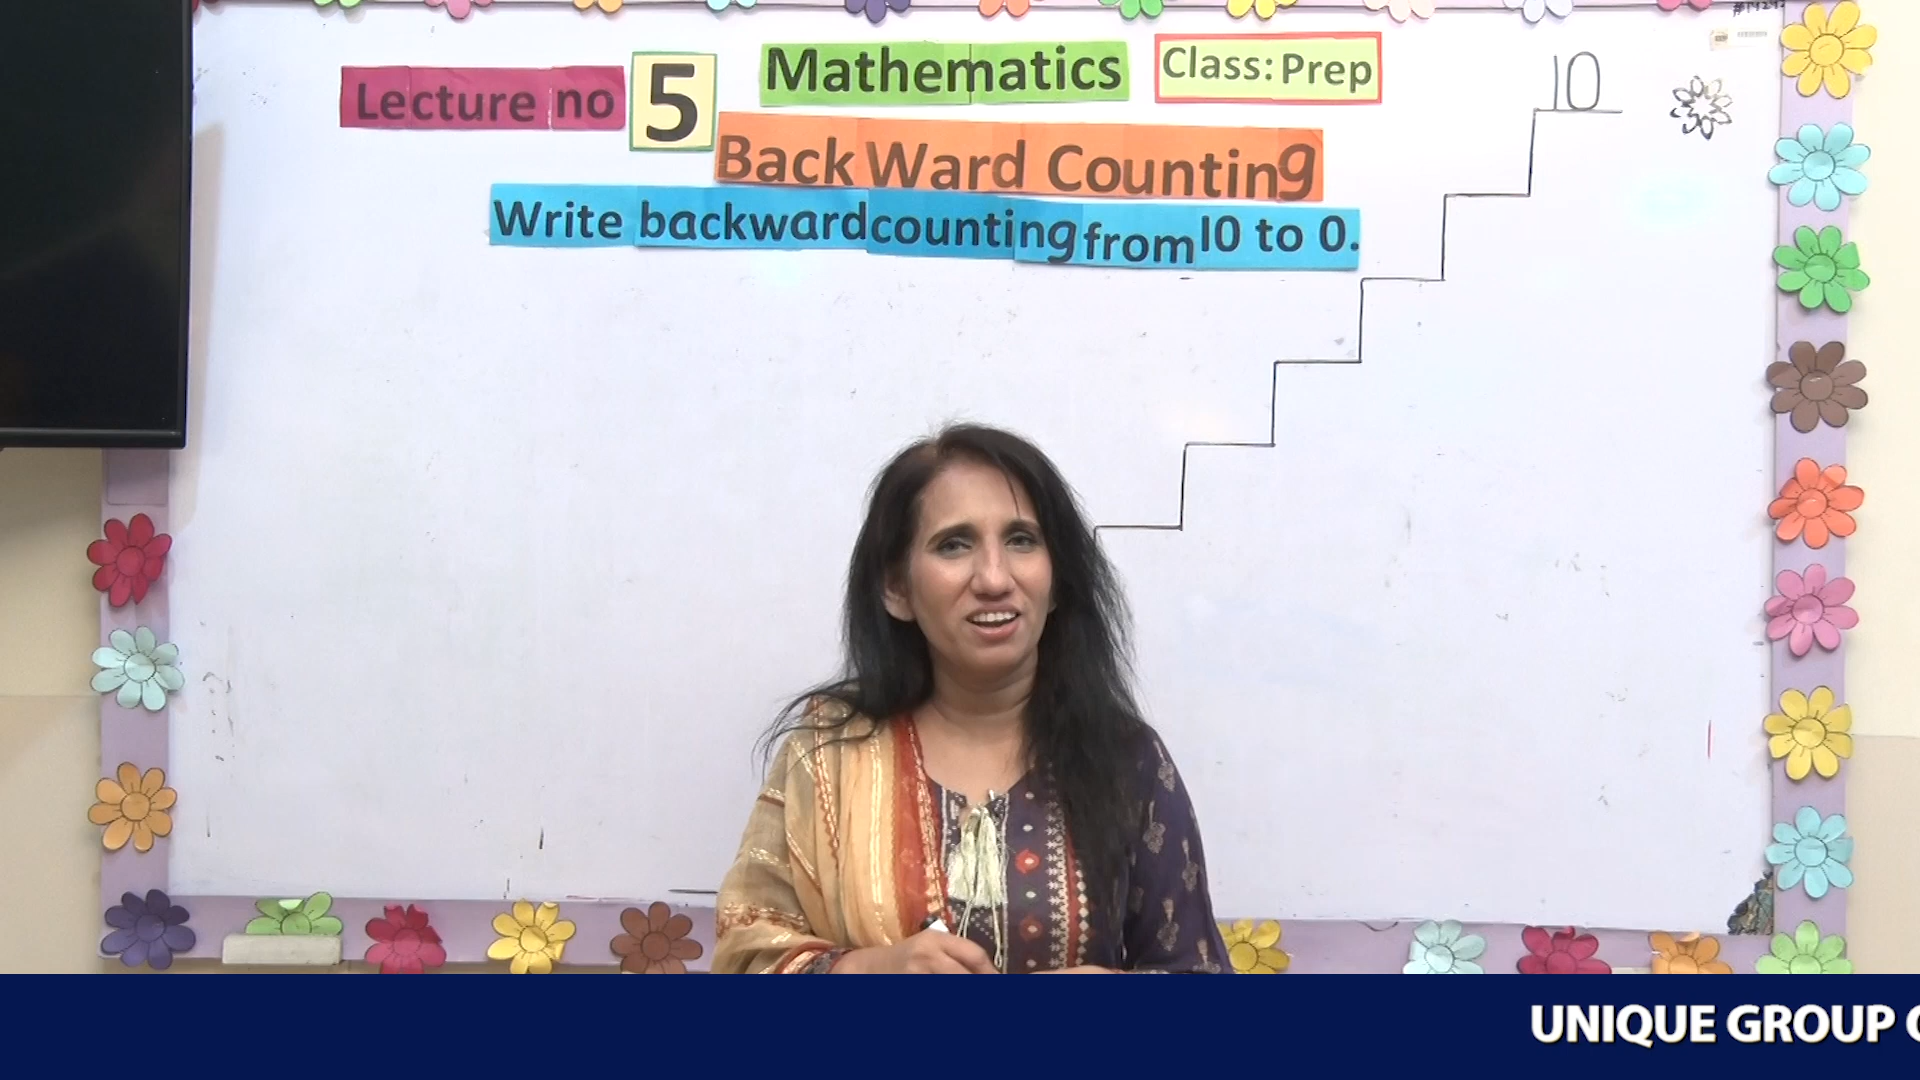 Lecture no 5
Mathematics
Class: Prep
10
Back Ward Counting
Write backward counting from 10 to 0.
UNIQUE GROUP